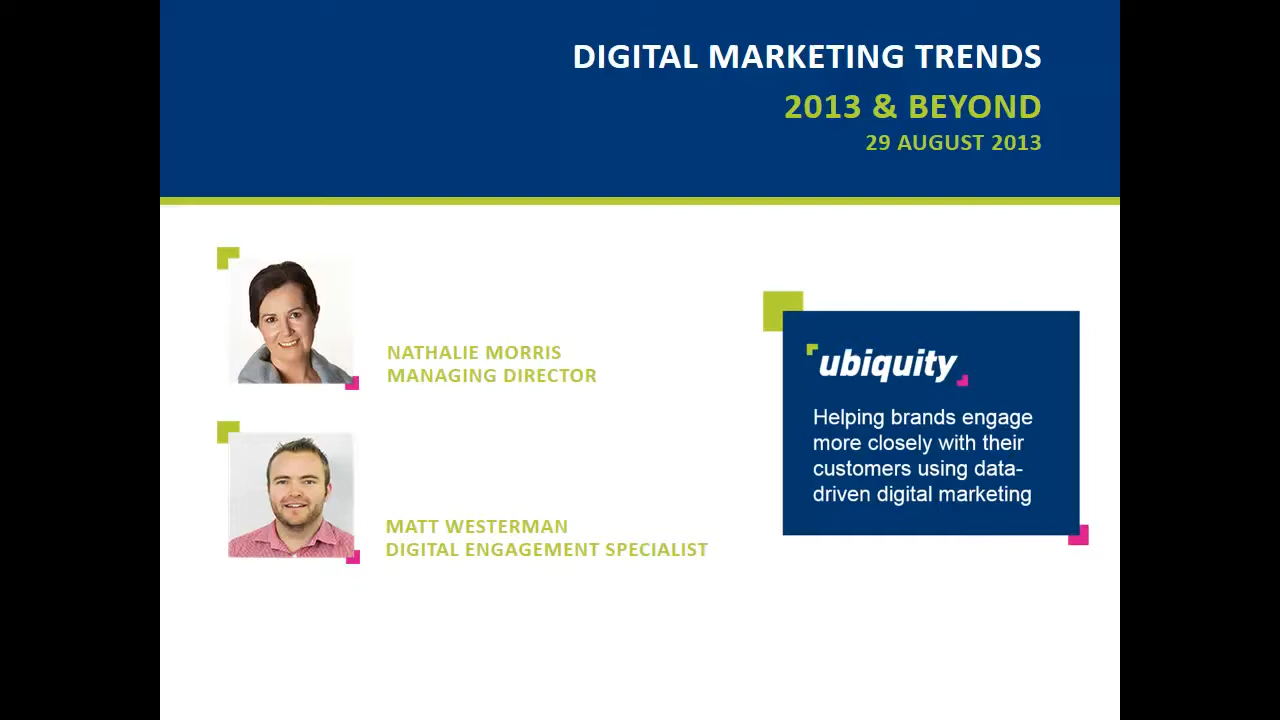 DIGITAL MARKETING TRENDS
2013 & BEYOND
29 AUGUST 2013
NATHALIE MORRIS
MANAGING DIRECTOR
MATT WESTERMAN
DIGITAL ENGAGEMENT SPECIALIST
ubiquity
Helping brands engage
more closely with their
customers using data-
driven digital marketing